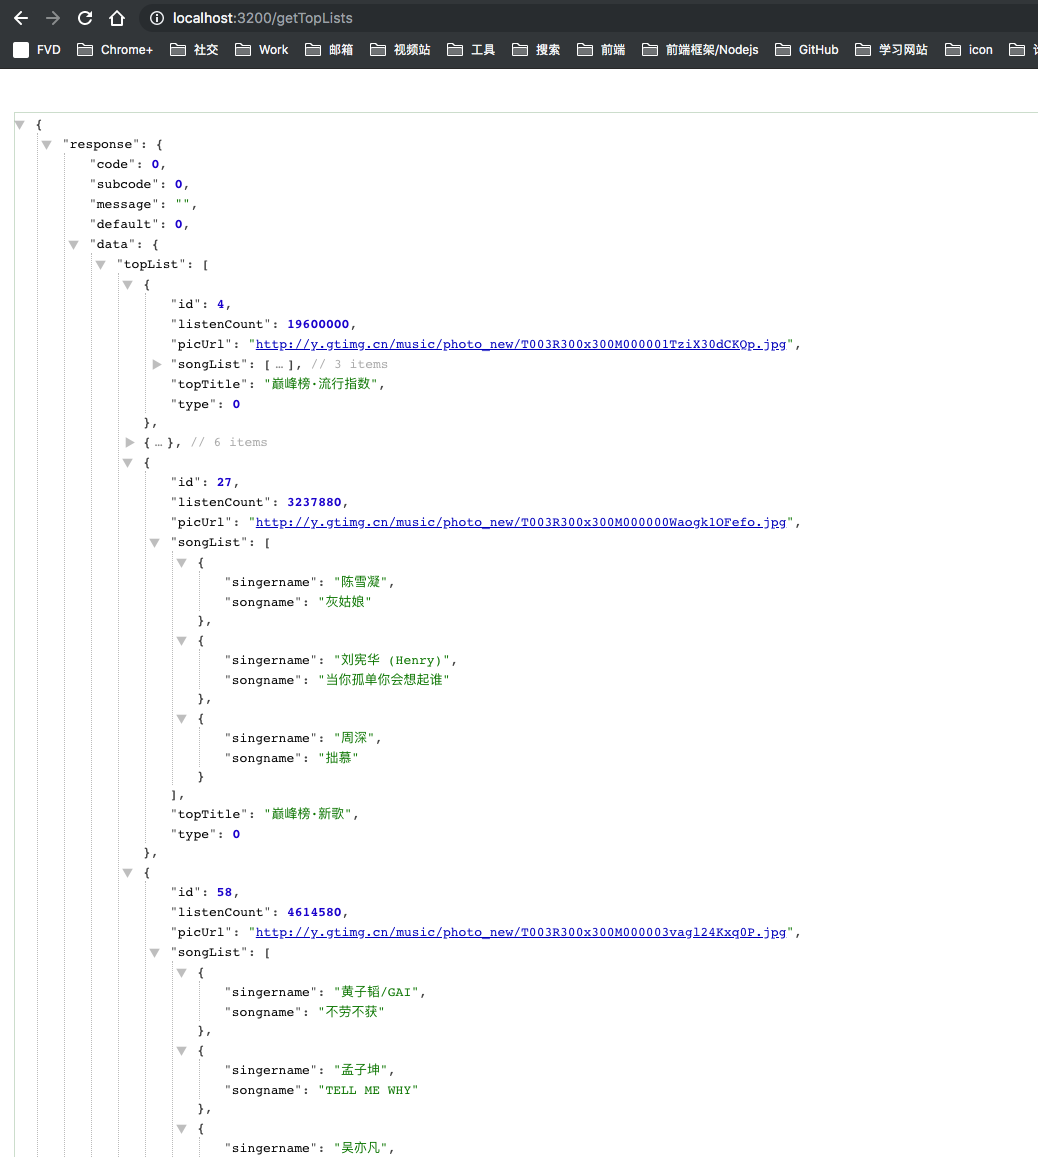 localhost:3200/getTopLists
FVD Chrome+ 社交 Work 邮箱 视频站 工具 搜索 前端 前端框架/Nodejs GitHub 学习网站 icon
{
"response": {
"code": 0,
"subcode": 0,
"message": "",
"default": 0,
"data": {
"topList": [
{
"id": 4,
"listenCount": 19600000,
"picUrl": "http://y.gtimg.cn/music/photo_new/T003R300x300M000001TziX30dCKQp.jpg",
"songList": [ … ], // 3 items
"topTitle": "巅峰榜·流行指数",
"type": 0
},
{ … }, // 6 items
{
"id": 27,
"listenCount": 3237880,
"picUrl": "http://y.gtimg.cn/music/photo_new/T003R300x300M000000Waogk1OFefo.jpg",
"songList": [
{
"singername": "陈雪凝",
"songname": "灰姑娘"
},
{
"singername": "刘宪华 (Henry)",
"songname": "当你孤单你会想起谁"
},
{
"singername": "周深",
"songname": "拙慕"
}
],
"topTitle": "巅峰榜·新歌",
"type": 0
},
{
"id": 58,
"listenCount": 4614580,
"picUrl": "http://y.gtimg.cn/music/photo_new/T003R300x300M000003vagl24Kxq0P.jpg",
"songList": [
{
"singername": "黄子韬/GAI",
"songname": "不劳不获"
},
{
"singername": "孟子坤",
"songname": "TELL ME WHY"
},
{
"singername": "吴亦凡",